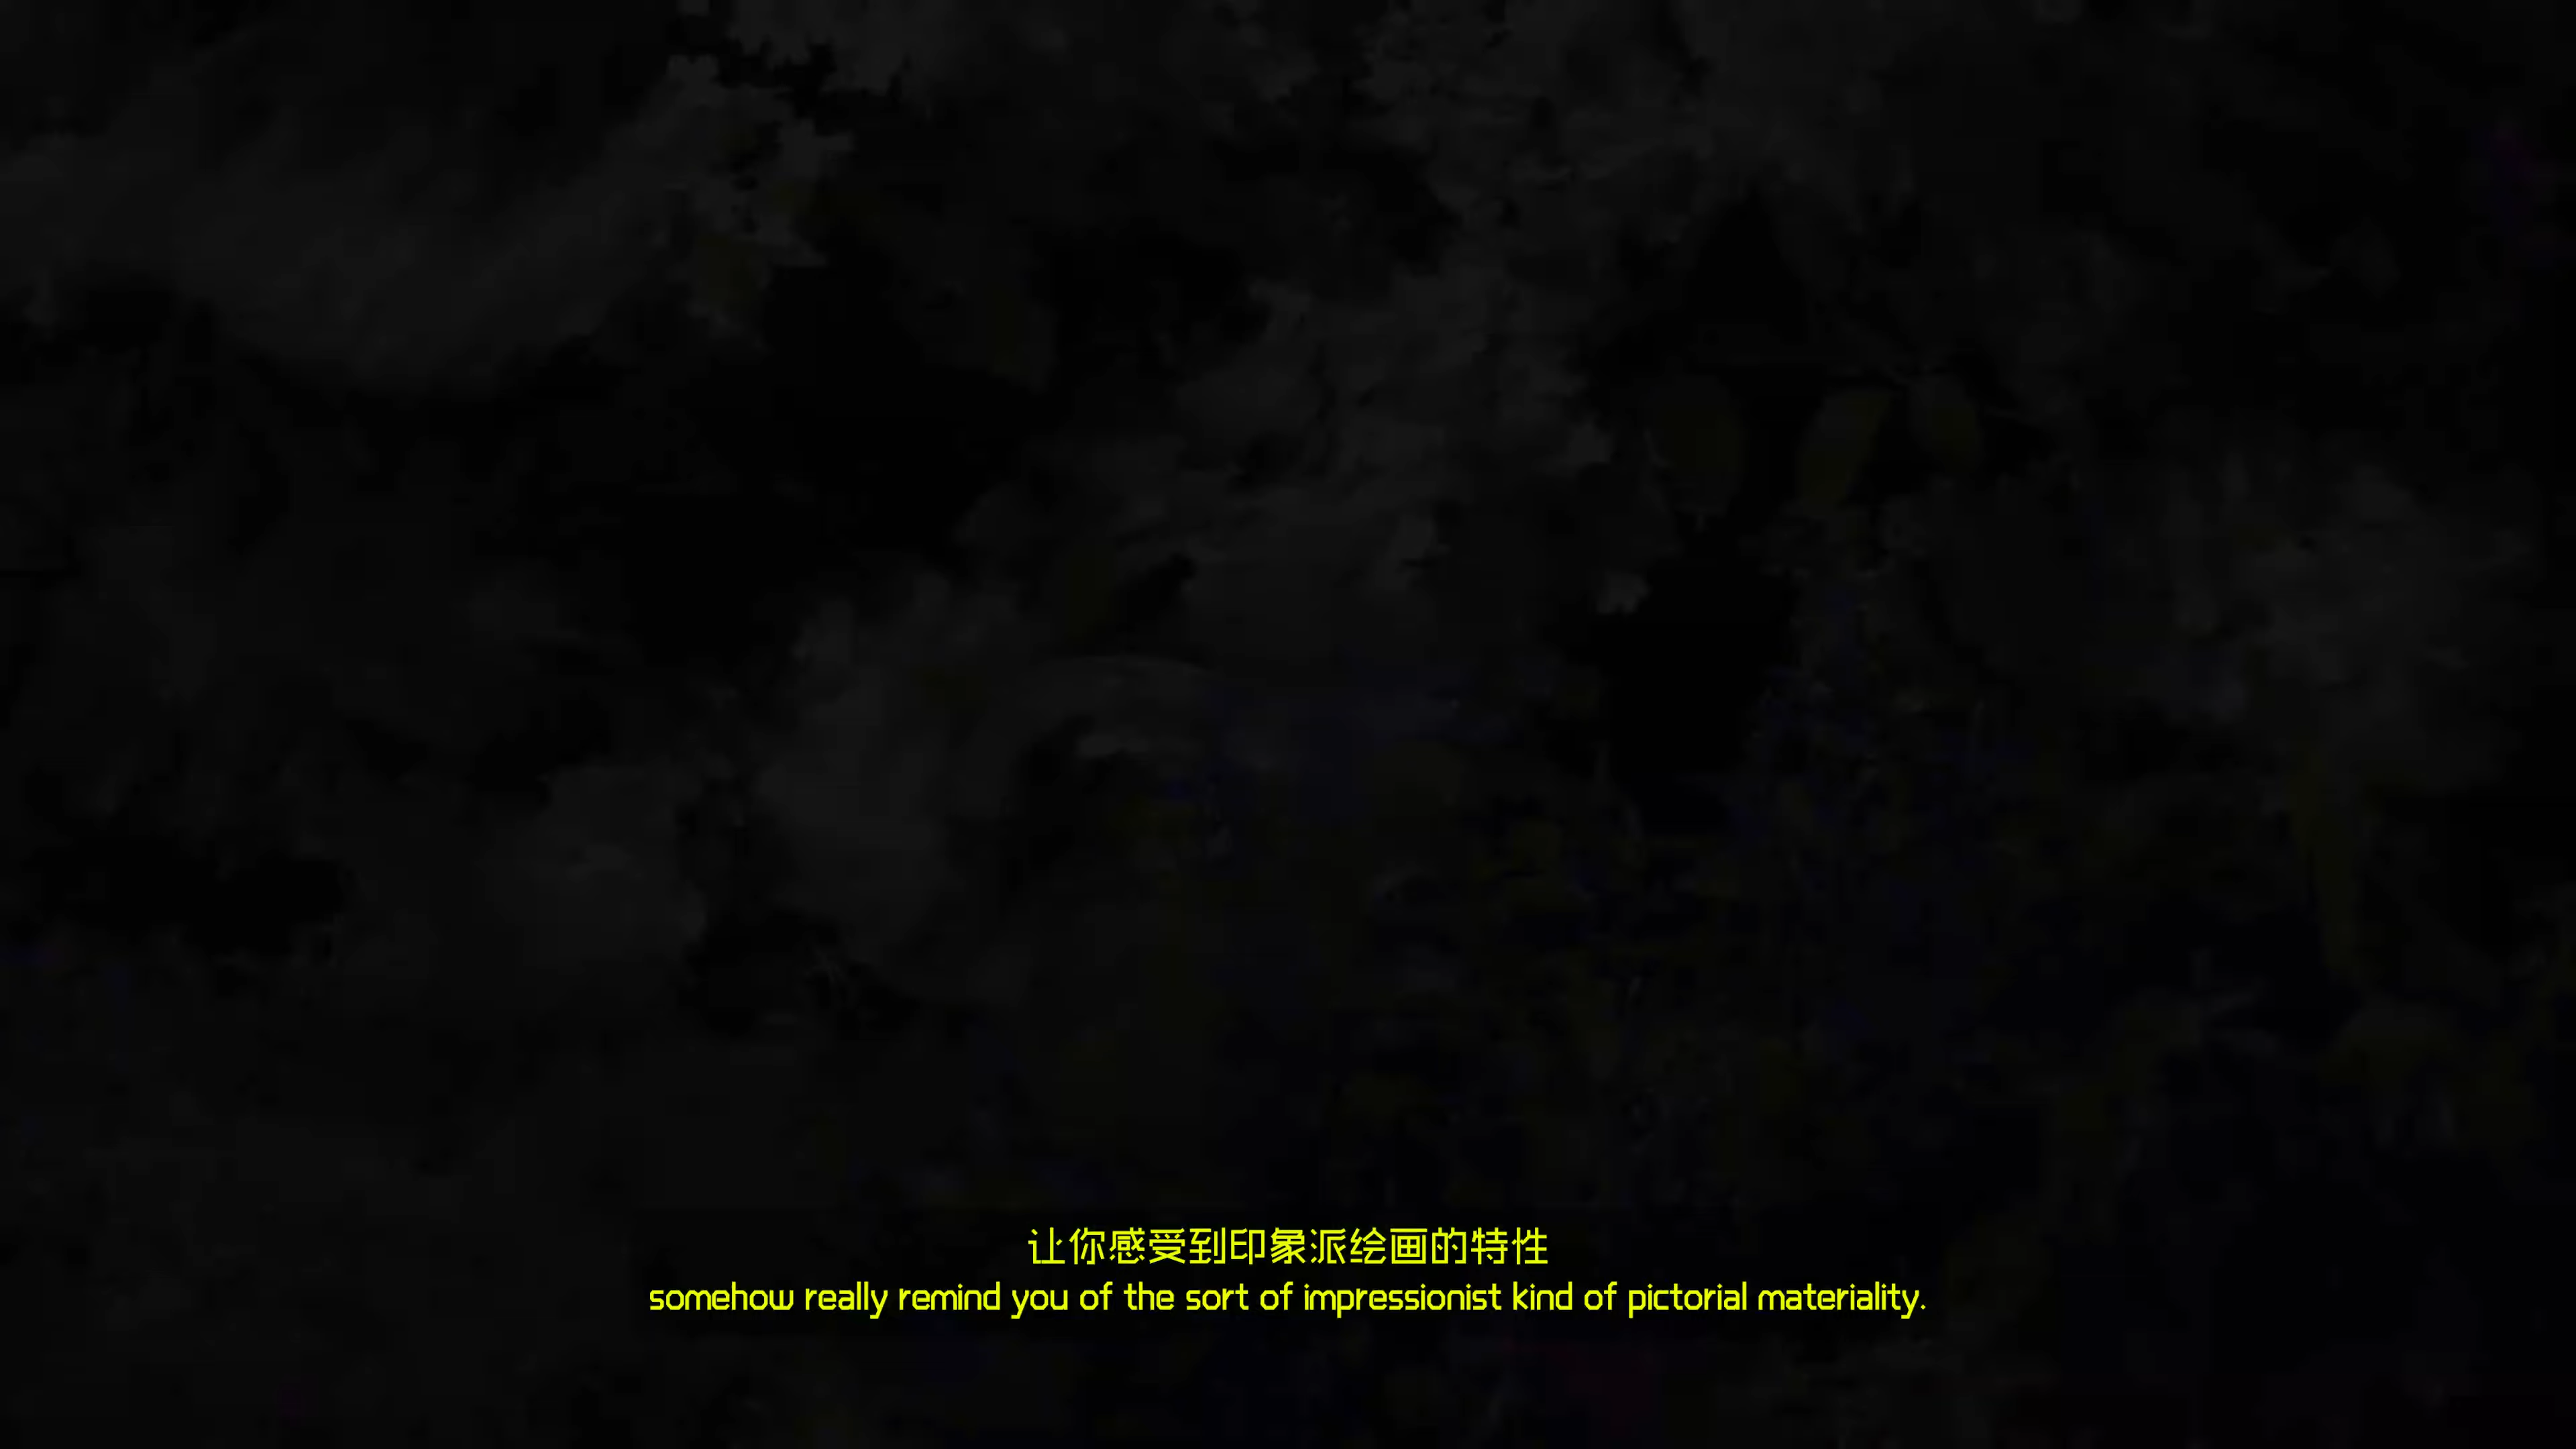 让你感受到印象派绘画的特性
somehow really remind you of the sort of impressionist kind of pictorial materiality.